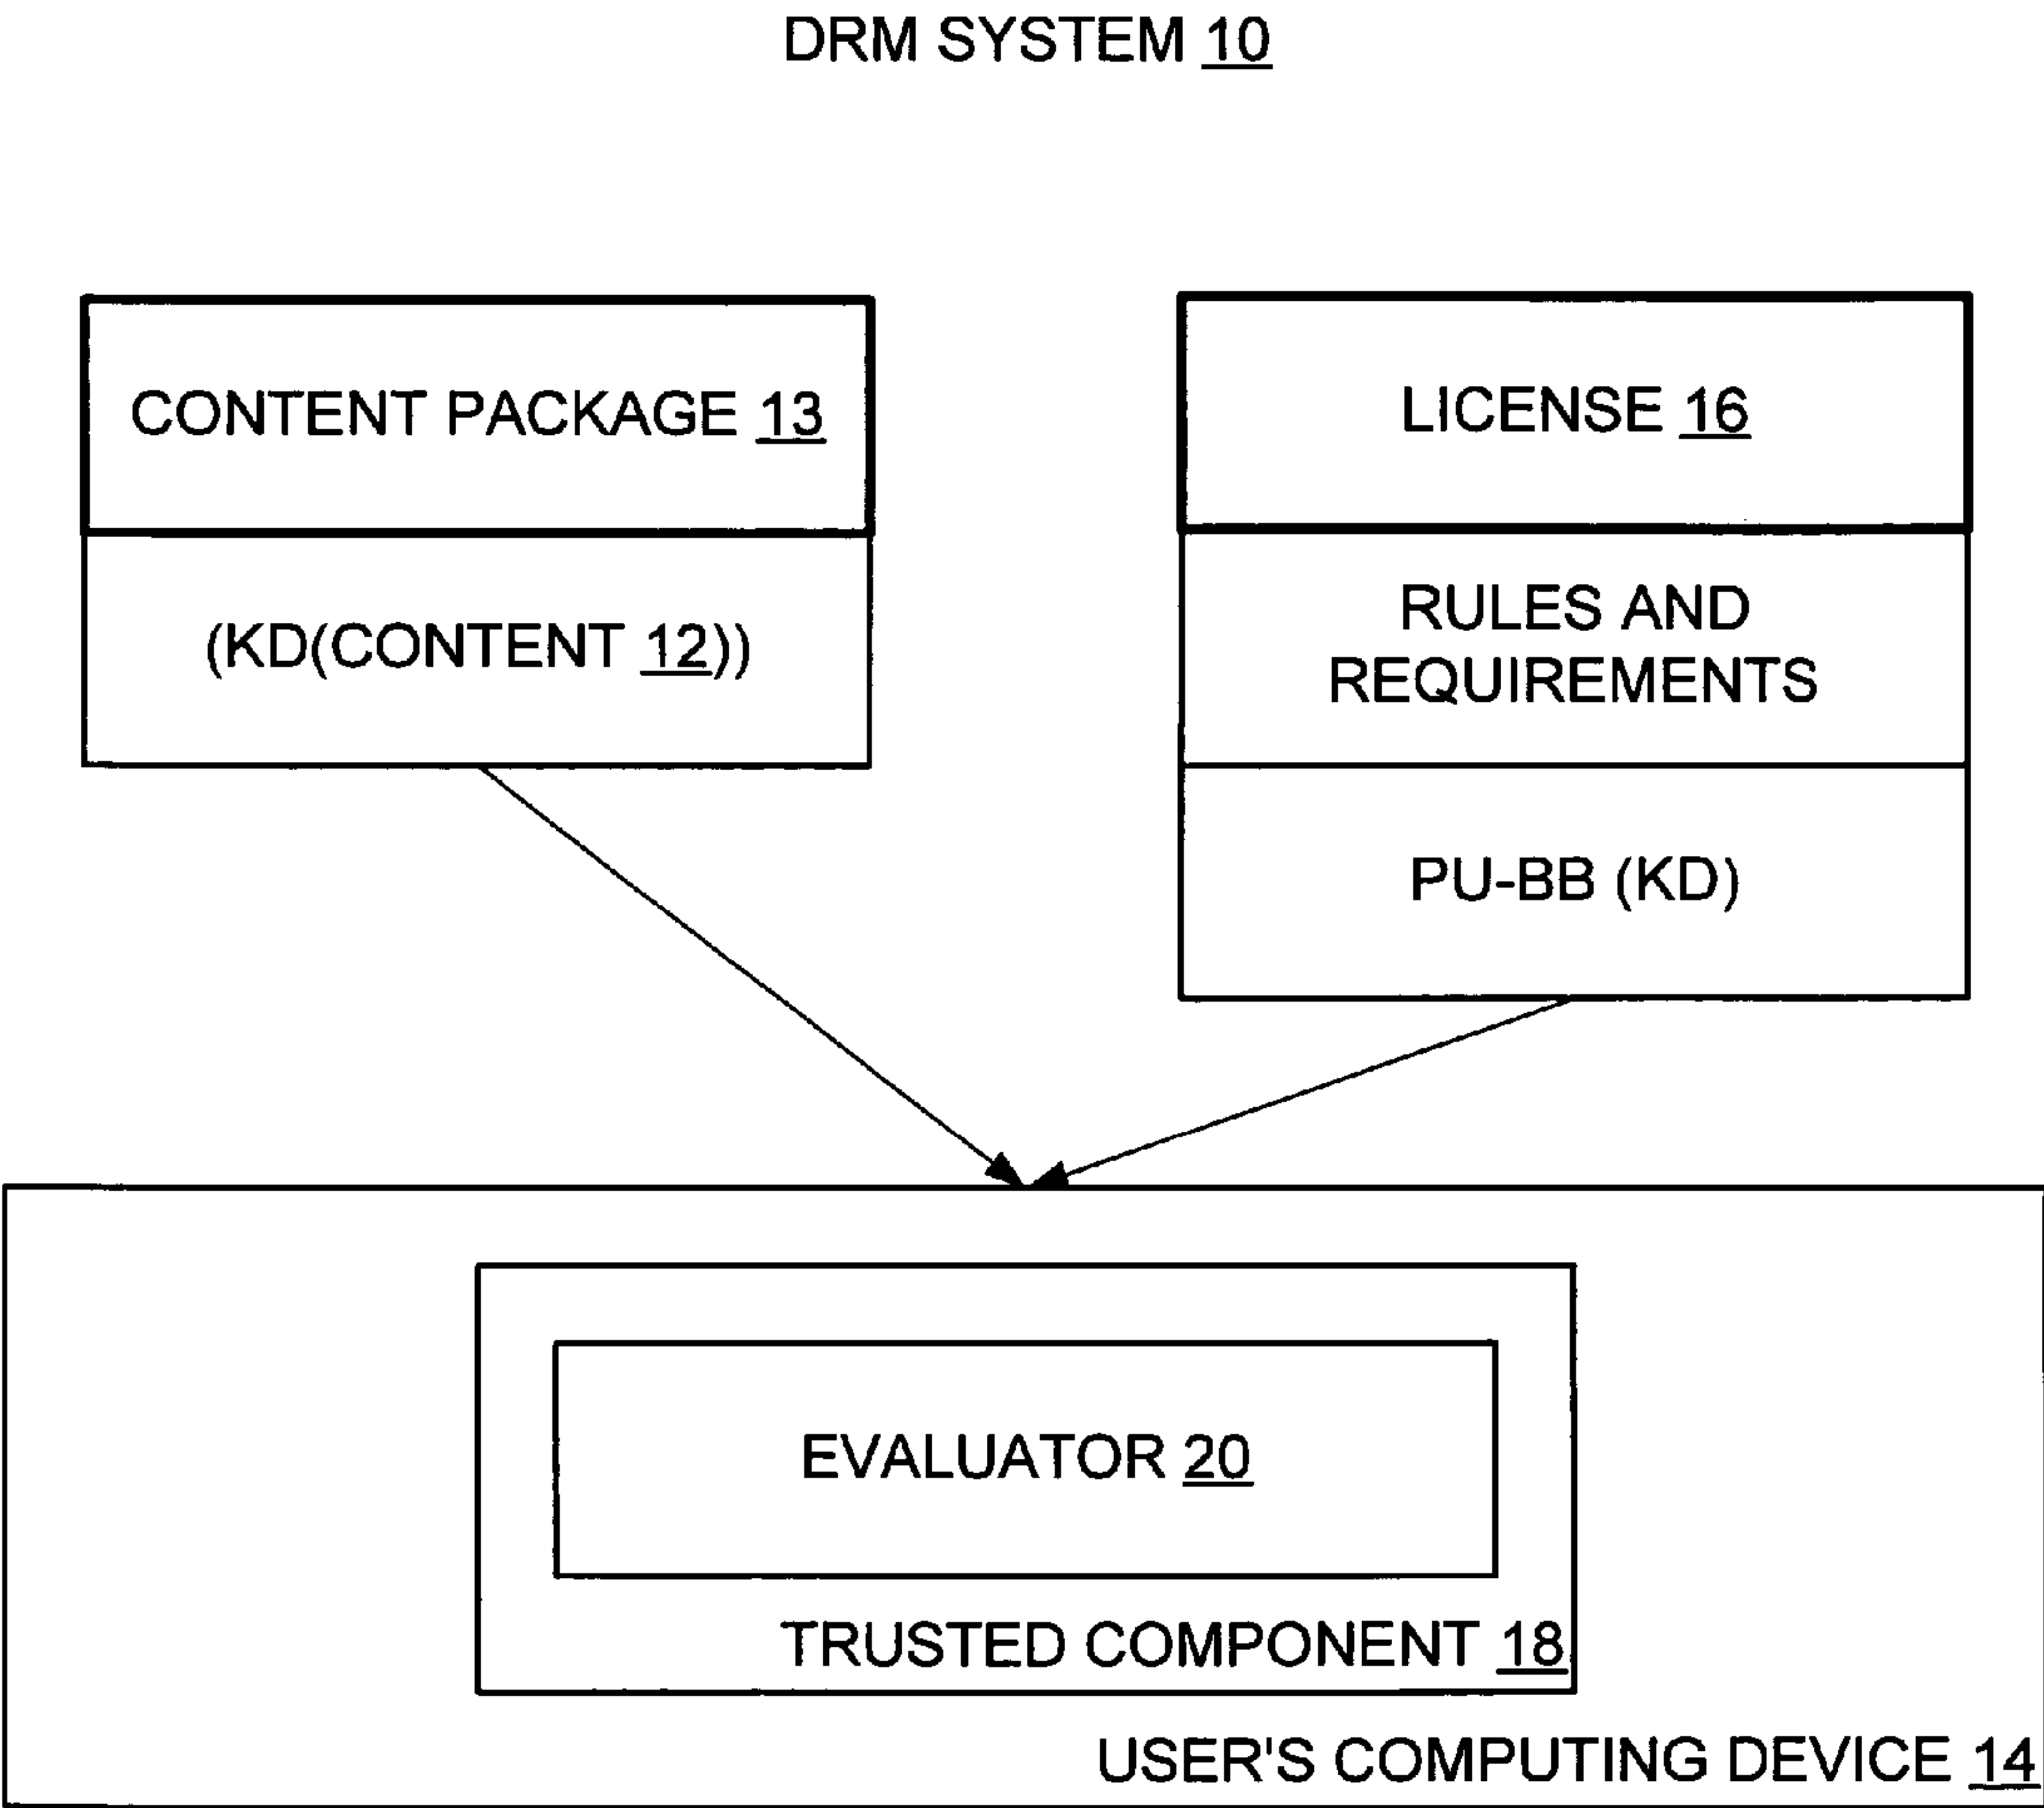 DRM SYSTEM 10
CONTENT PACKAGE 13
(KD(CONTENT 12))
LICENSE 16
RULES AND
REQUIREMENTS
PU-BB (KD)
EVALUATOR 20
TRUSTED COMPONENT 18
USER'S COMPUTING DEVICE 14